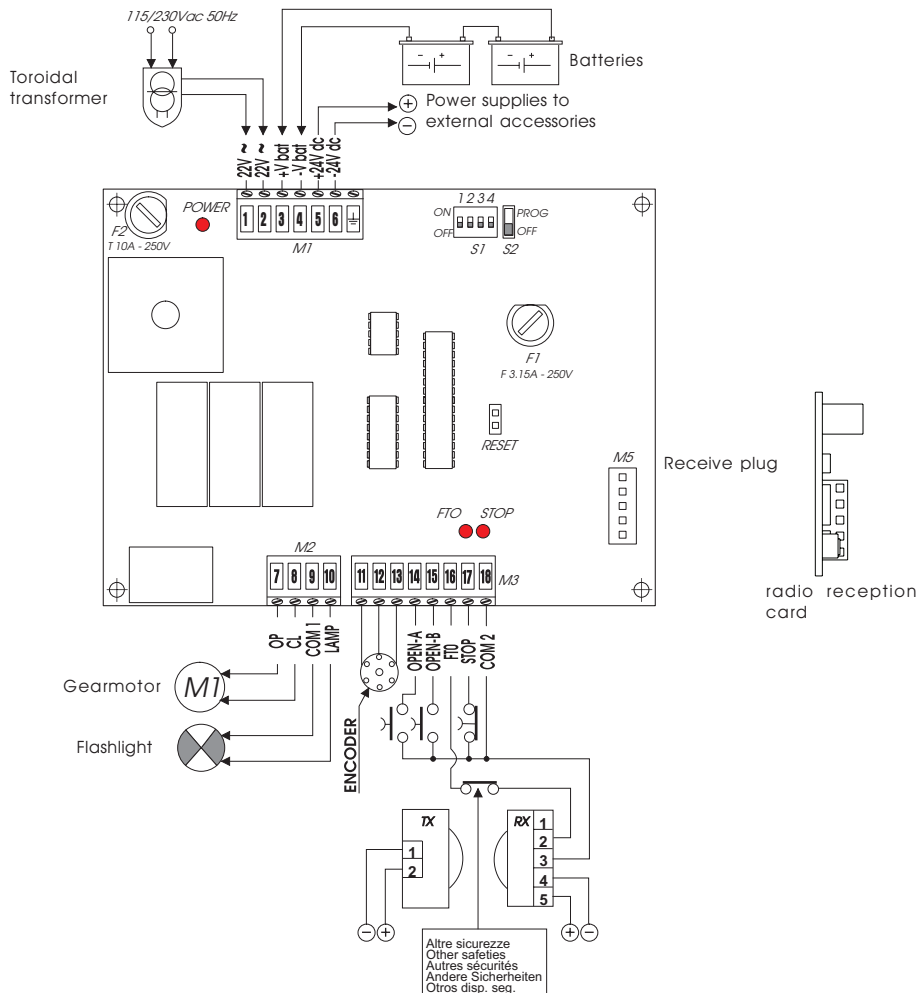 115/230Vac 50Hz
Toroidal
transformer
Batteries
Power supplies to
external accessories
22V ~
22V ~
+V bat
-V bat
+24V dc
-24V dc
F2
T 10A - 250V
POWER
1 2 3 4 5 6
M1
1 2 3 4
ON
OFF
S1
PROG
OFF
S2
F1
F 3.15A - 250V
RESET
M5
Receive plug
radio reception
card
FTO STOP
M2
7 8 9 10
11 12 13 14 15 16 17 18
M3
OP
CL
COM 1
LAMP
OPEN-A
OPEN-B
FTO
STOP
COM 2
Gearmotor
M1
Flashlight
ENCODER
TX
1
2
RX
1
2
3
4
5
Altre sicurezze
Other safeties
Autres sécurités
Andere Sicherheiten
Otros disp. seg.